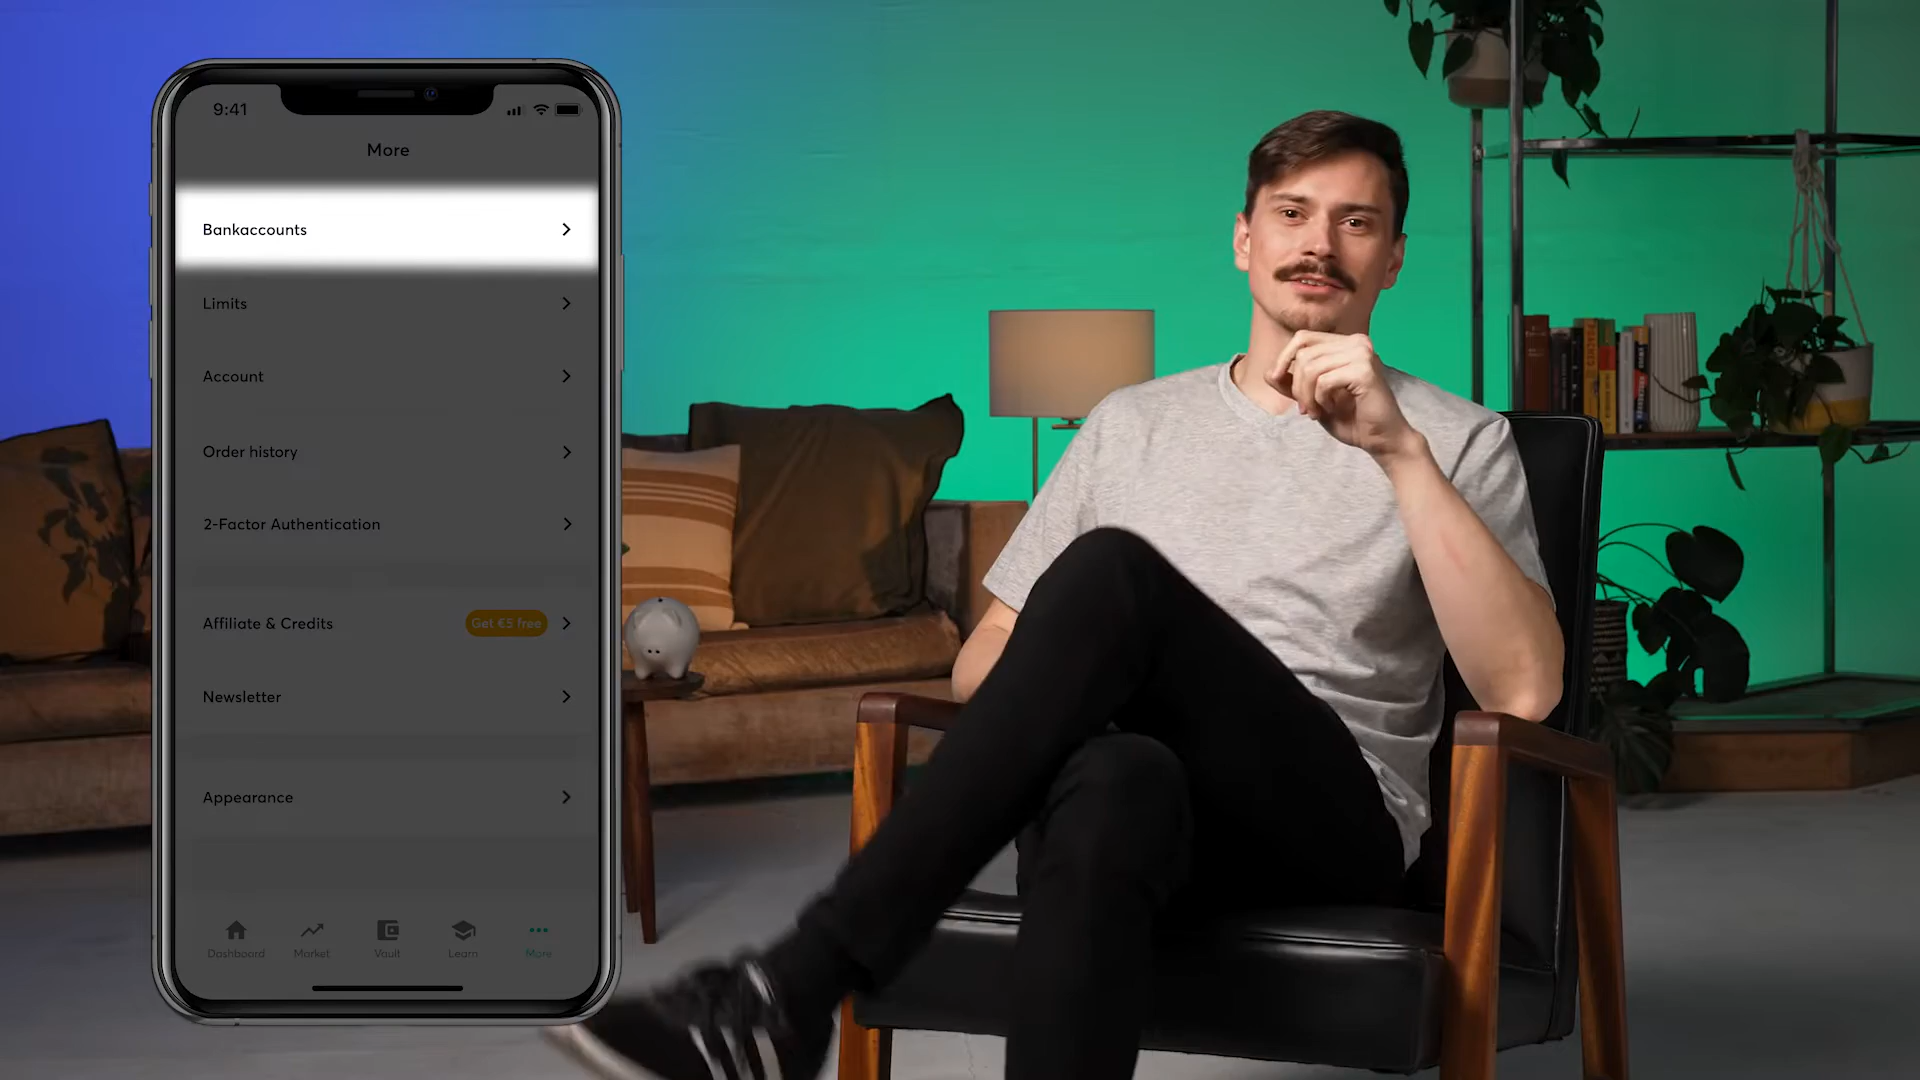 9:41
More
Bankaccounts
Limits
Account
Order history
2-Factor Authentication
Affiliate & Credits Get €5 free
Newsletter
Appearance
Dashboard Market Vault Learn More